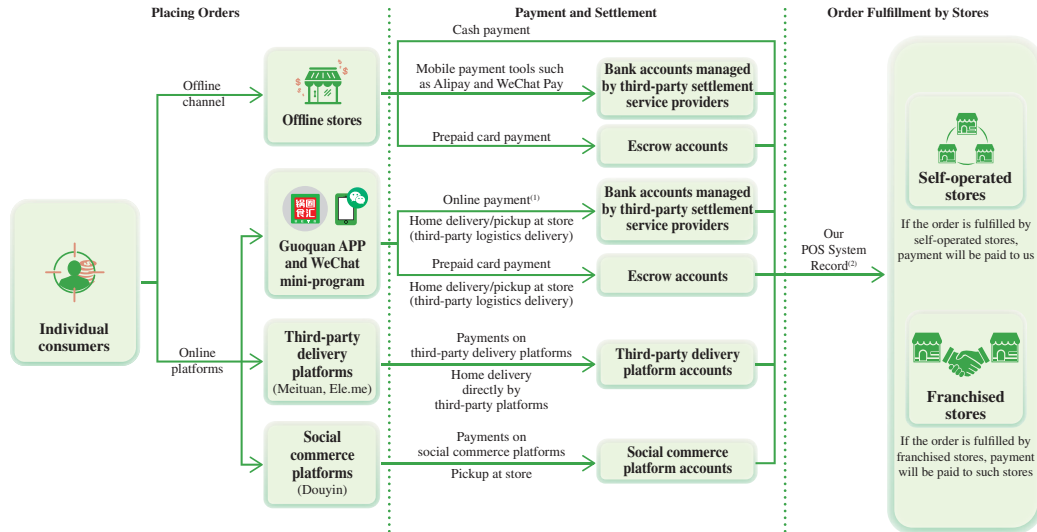 Placing Orders
Payment and Settlement
Order Fulfillment by Stores
Individual
consumers
Offline
channel
Online
platforms
Offline stores
锅圈
食汇
Guoquan APP
and WeChat
mini-program
Third-party
delivery
platforms
(Meituan, Ele.me)
Social
commerce
platforms
(Douyin)
Cash payment
Mobile payment tools such
as Alipay and WeChat Pay
Prepaid card payment
Online payment(1)
Home delivery/pickup at store
(third-party logistics delivery)
Prepaid card payment
Home delivery/pickup at store
(third-party logistics delivery)
Payments on
third-party delivery platforms
Home delivery
directly by
third-party platforms
Payments on
social commerce platforms
Pickup at store
Bank accounts managed
by third-party settlement
service providers
Escrow accounts
Bank accounts managed
by third-party settlement
service providers
Escrow accounts
Third-party delivery
platform accounts
Social commerce
platform accounts
Our
POS System
Record(2)
Self-operated
stores
If the order is fulfilled by
self-operated stores,
payment will be paid to us
Franchised
stores
If the order is fulfilled by
franchised stores, payment
will be paid to such stores